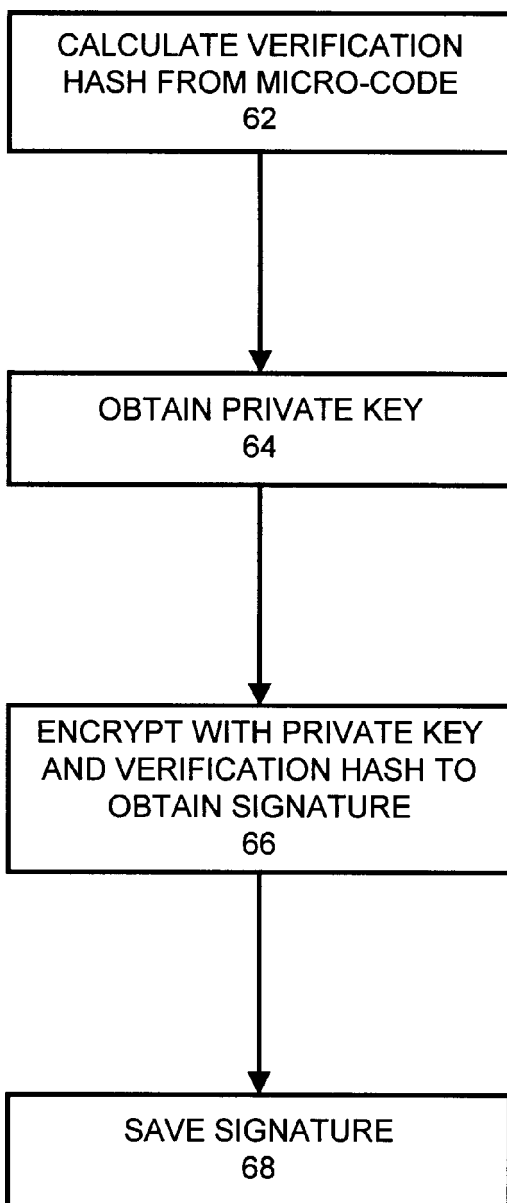 CALCULATE VERIFICATION
HASH FROM MICRO-CODE
62
OBTAIN PRIVATE KEY
64
ENCRYPT WITH PRIVATE KEY
AND VERIFICATION HASH TO
OBTAIN SIGNATURE
66
SAVE SIGNATURE
68